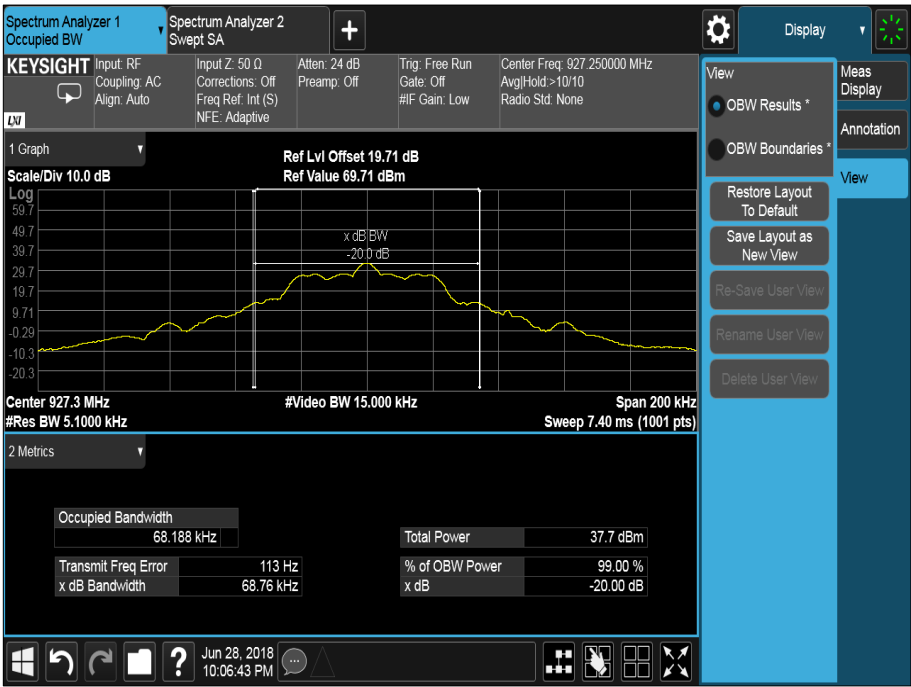 Spectrum Analyzer 1
Occupied BW
Spectrum Analyzer 2
Swept SA
+
Display
KEYSIGHT
LXI
Input: RF
Coupling: AC
Align: Auto
Input Z: 50 Ω
Corrections: Off
Freq Ref: Int (S)
NFE: Adaptive
Atten: 24 dB
Preamp: Off
Trig: Free Run
Gate: Off
#IF Gain: Low
Center Freq: 927.250000 MHz
Avg|Hold:>10/10
Radio Std: None
View
OBW Results *
OBW Boundaries *
Restore Layout
To Default
Save Layout as
New View
Re-Save User View
Rename User View
Delete User View
Meas
Display
Annotation
View
1 Graph
Scale/Div 10.0 dB
Ref Lvl Offset 19.71 dB
Ref Value 69.71 dBm
Log
59.7
49.7
39.7
29.7
19.7
9.71
-0.29
-10.3
-20.3
x dB BW
-20.0 dB
Center 927.3 MHz
#Video BW 15.000 kHz
Span 200 kHz
#Res BW 5.1000 kHz
Sweep 7.40 ms (1001 pts)
2 Metrics
Occupied Bandwidth
68.188 kHz
Total Power 37.7 dBm
Transmit Freq Error 113 Hz
% of OBW Power 99.00 %
x dB Bandwidth 68.76 kHz
x dB -20.00 dB
?
Jun 28, 2018
10:06:43 PM